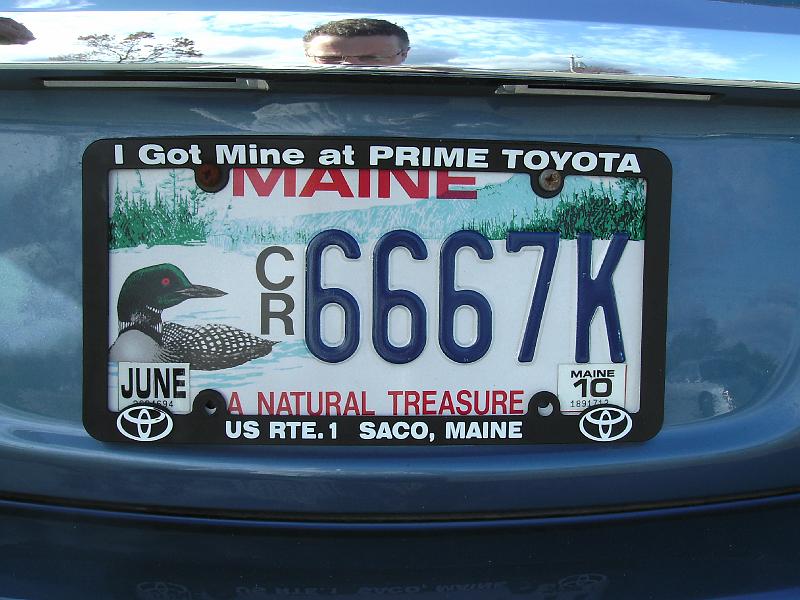 I Got Mine at PRIME TOYOTA
MAINE
CR 6667K
JUNE
MAINE
10
1891712
A NATURAL TREASURE
US RTE.1 SACO, MAINE